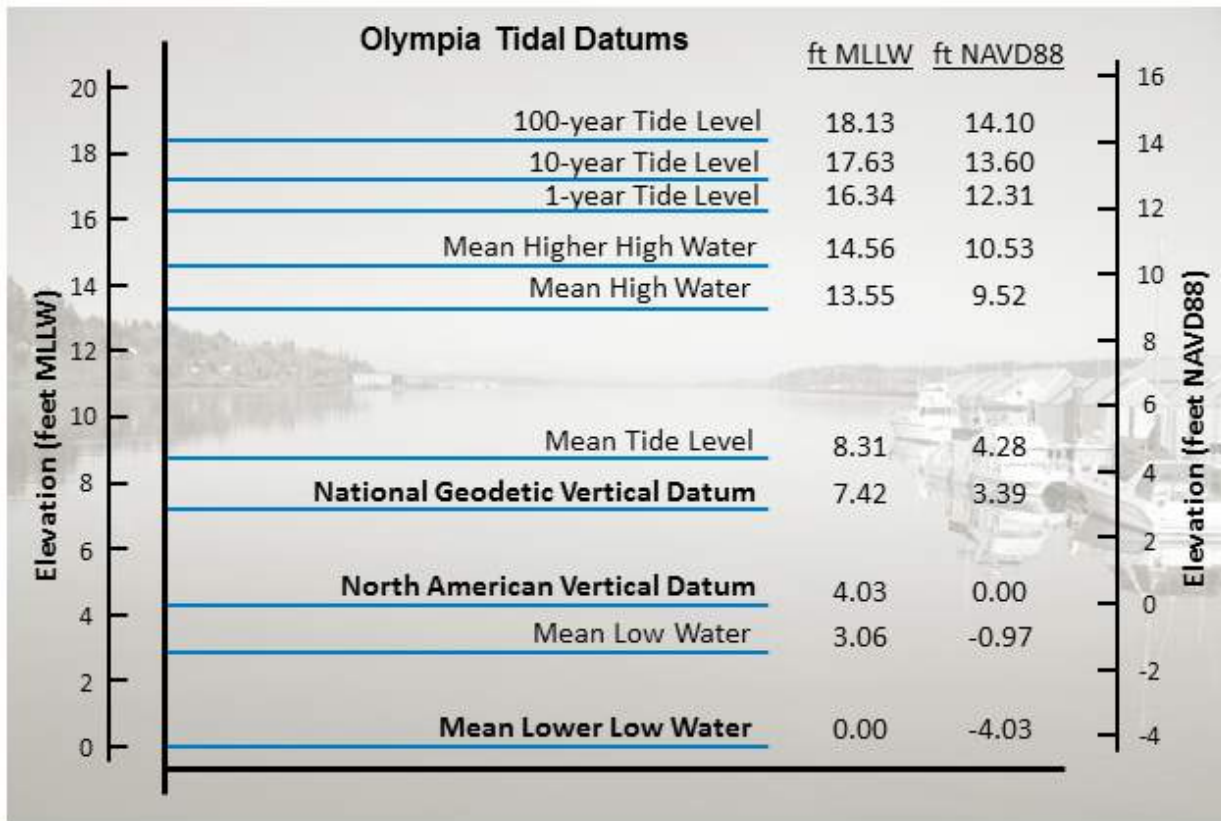 Olympia Tidal Datums
ft MLLW ft NAVD88
100-year Tide Level 18.13 14.10
10-year Tide Level 17.63 13.60
1-year Tide Level 16.34 12.31
Mean Higher High Water 14.56 10.53
Mean High Water 13.55 9.52
Mean Tide Level 8.31 4.28
National Geodetic Vertical Datum 7.42 3.39
North American Vertical Datum 4.03 0.00
Mean Low Water 3.06 -0.97
Mean Lower Low Water 0.00 -4.03
Elevation (feet MLLW)
20
18
16
14
12
10
8
6
4
2
0
Elevation (feet NAVD88)
16
14
12
10
8
6
4
2
0
-2
-4